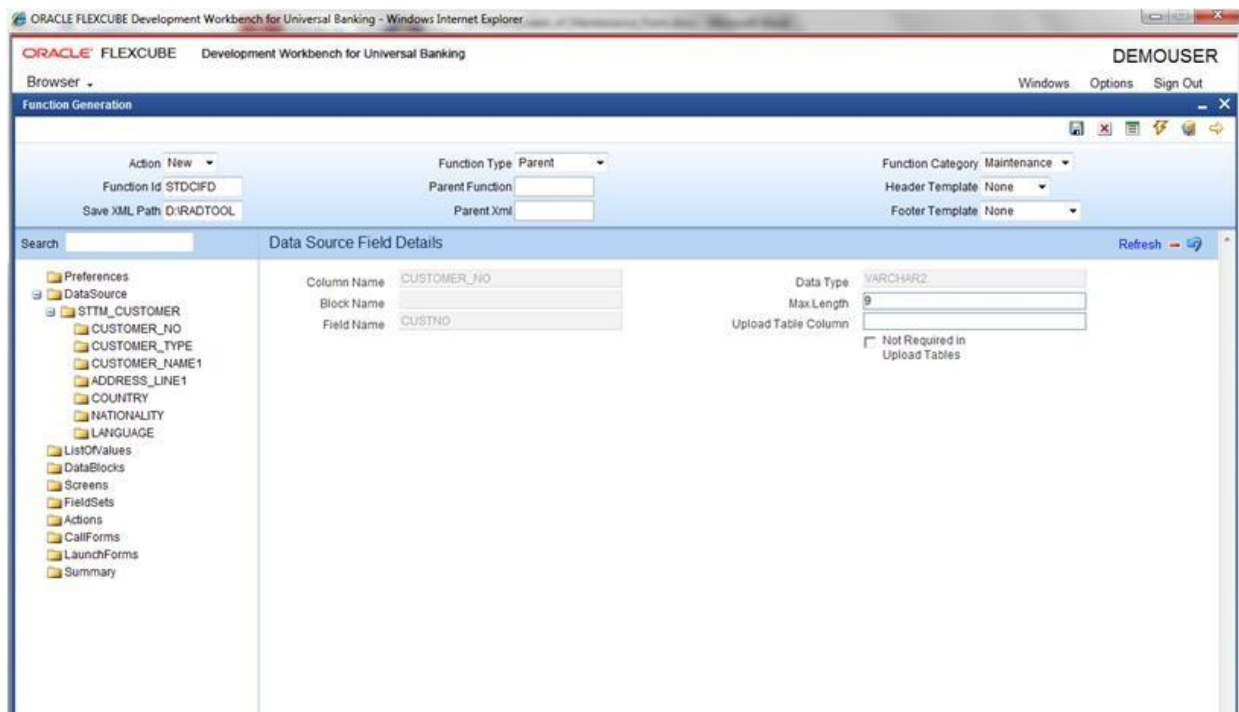 ORACLE FLEXCUBE Development Workbench for Universal Banking - Windows Internet Explorer
ORACLE FLEXCUBE Development Workbench for Universal Banking DEMOUSER
Browser Windows Options Sign Out
Function Generation
Action New Function Type Parent Function Category Maintenance
Function Id STDCIFD Parent Function Header Template None
Save XML Path D:\RADTOOL Parent Xml Footer Template None
Search Data Source Field Details Refresh
Preferences
DataSource
STTM_CUSTOMER
CUSTOMER_NO
CUSTOMER_TYPE
CUSTOMER_NAME1
ADDRESS_LINE1
COUNTRY
NATIONALITY
LANGUAGE
ListOfValues
DataBlocks
Screens
FieldSets
Actions
CallForms
LaunchForms
Summary
Column Name CUSTOMER_NO Data Type VARCHAR2
Block Name Max.Length 9
Field Name CUSTNO Upload Table Column
Not Required in
Upload Tables